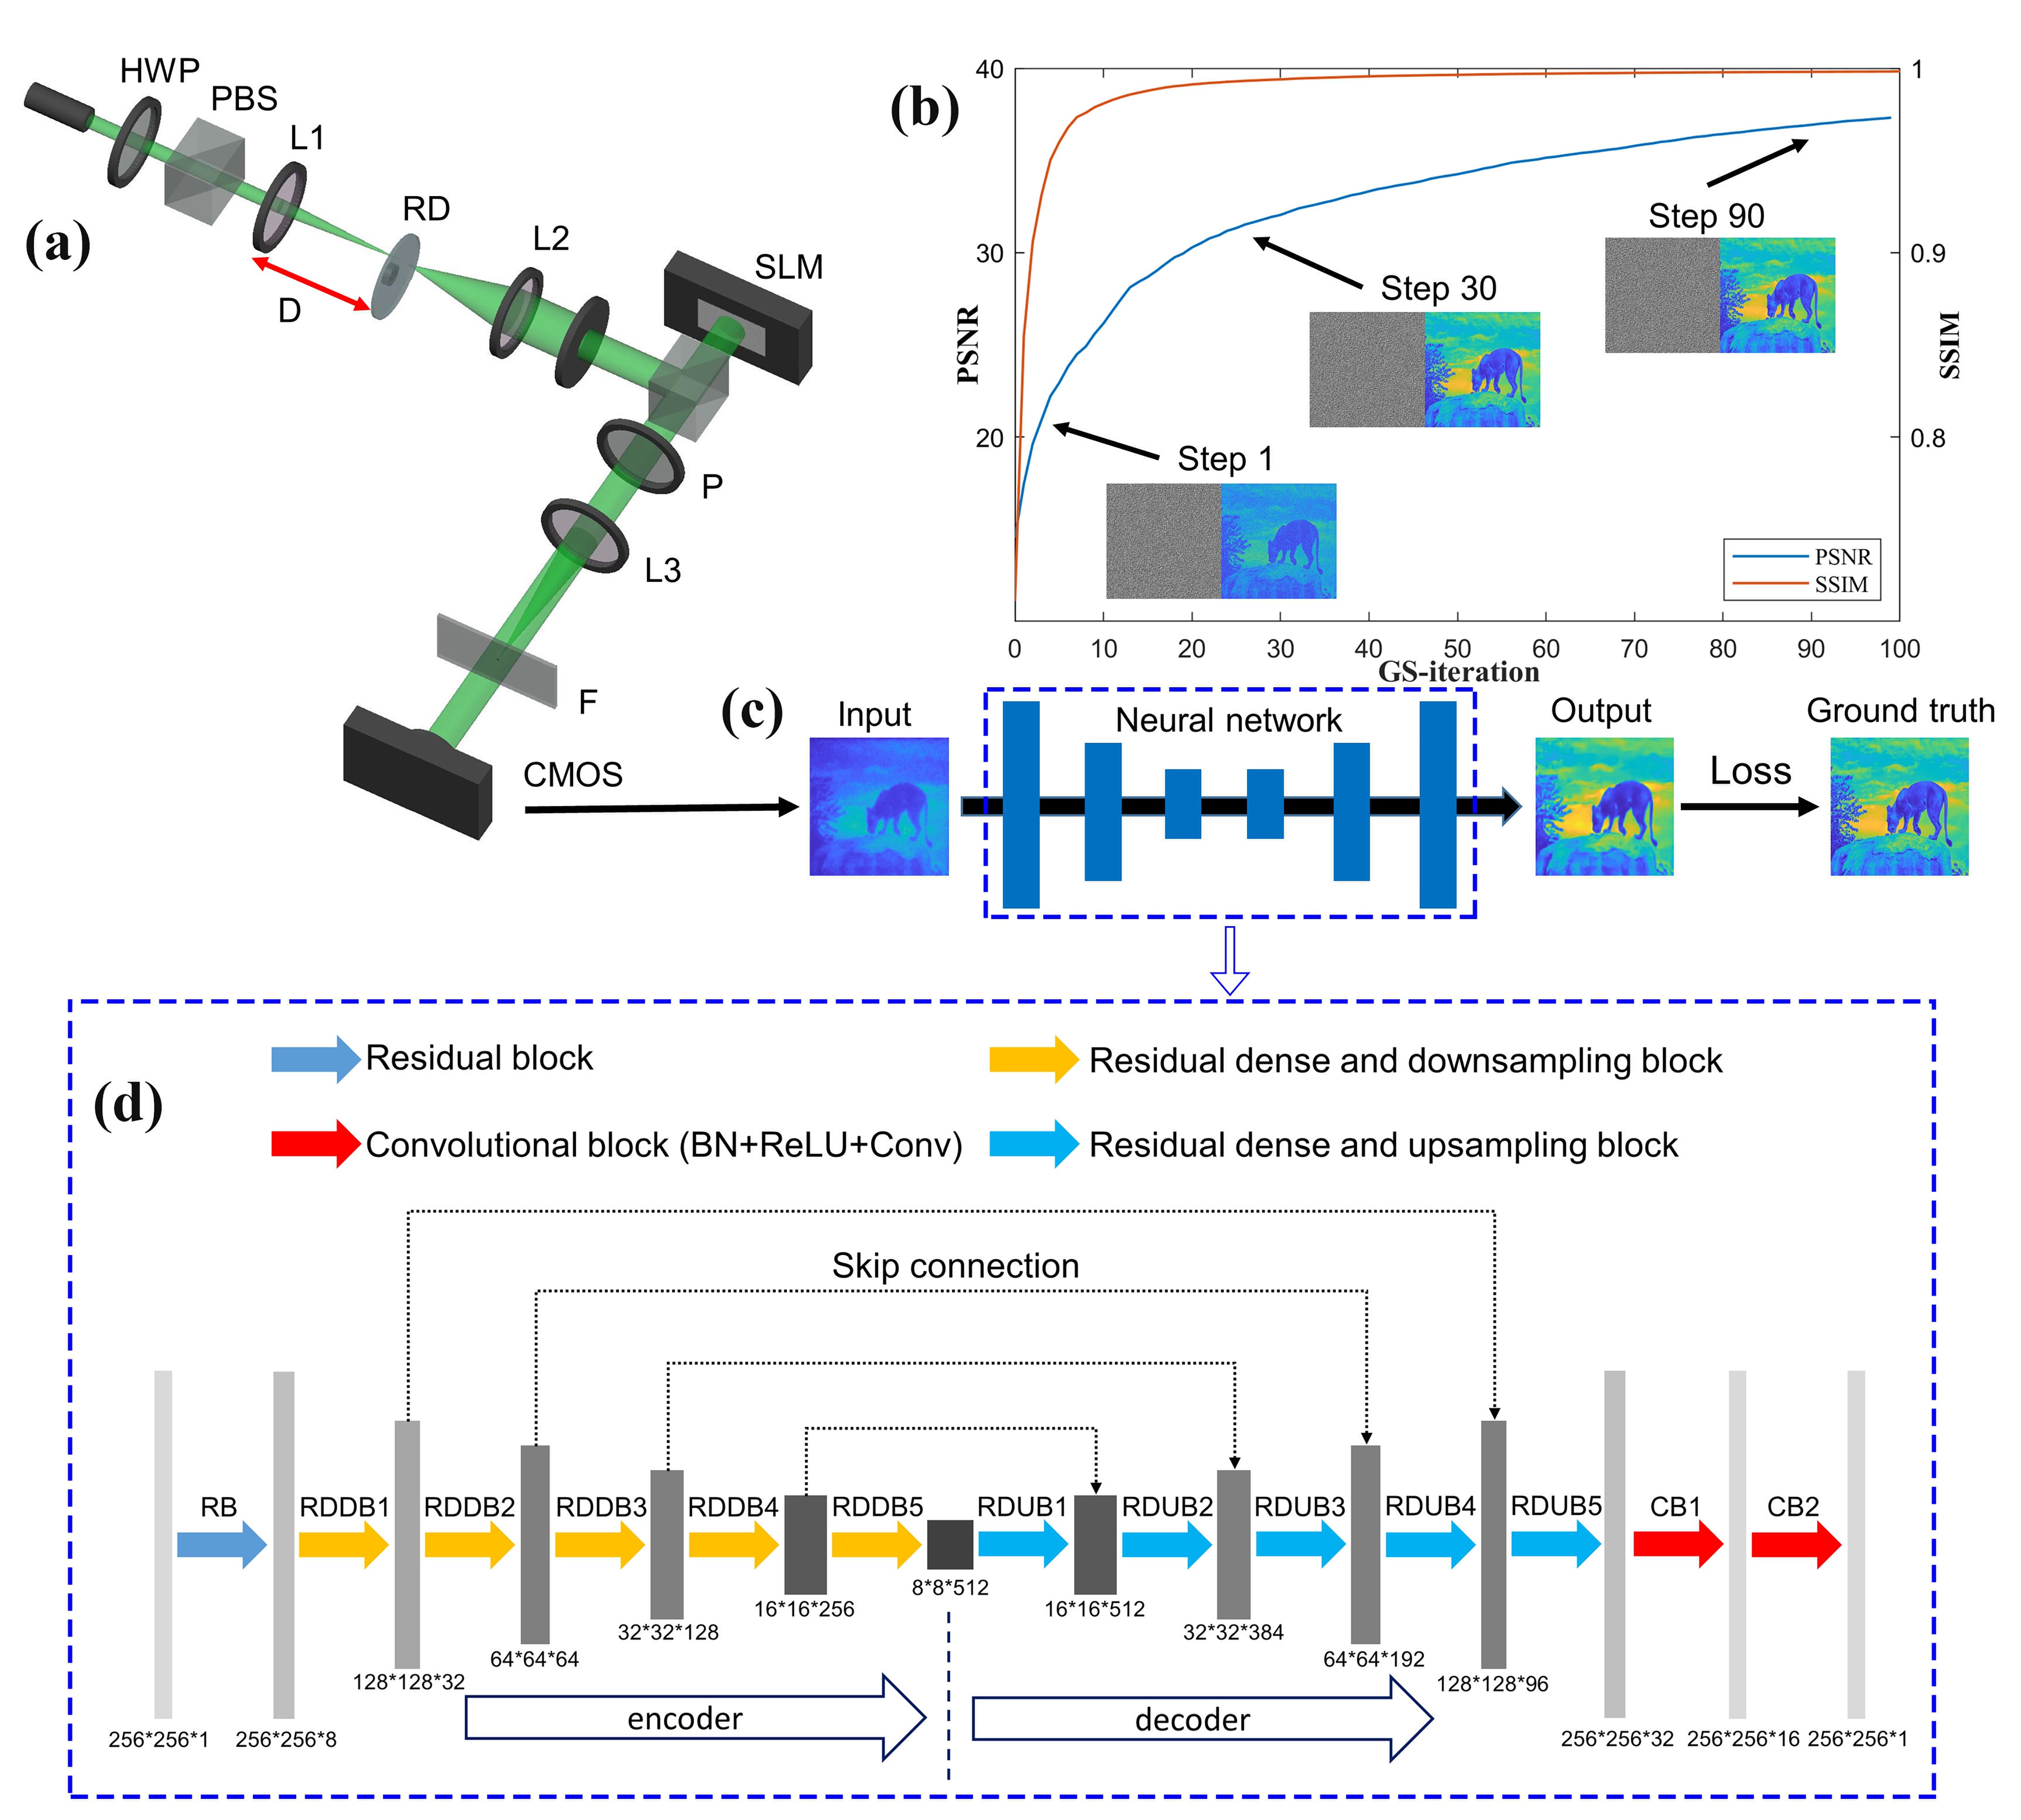 (a)
HWP
PBS
L1
RD
D
L2
SLM
P
L3
F
CMOS
(b)
40
30
20
PSNR
1
0.9
0.8
SSIM
Step 1
Step 30
Step 90
PSNR
SSIM
0 10 20 30 40 50 60 70 80 90 100
GS-iteration
(c)
Input
Neural network
Output
Loss
Ground truth
(d)
Residual block
Residual dense and downsampling block
Convolutional block (BN+ReLU+Conv)
Residual dense and upsampling block
Skip connection
RB RDDB1 RDDB2 RDDB3 RDDB4 RDDB5 RDUB1 RDUB2 RDUB3 RDUB4 RDUB5 CB1 CB2
256*256*1
256*256*8
128*128*32
64*64*64
32*32*128
16*16*256
8*8*512
16*16*512
32*32*384
64*64*192
128*128*96
256*256*32
256*256*16
256*256*1
encoder
decoder